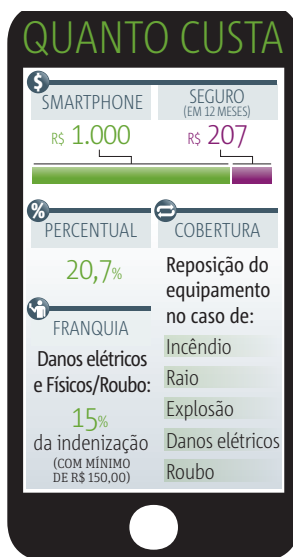 QUANTO CUSTA
$
SMARTPHONE
R$ 1.000
SEGURO
(EM 12 MESES)
R$ 207
%
PERCENTUAL
20,7%
FRANQUIA
Danos elétricos
e Físicos/Roubo:
15%
da indenização
(COM MÍNIMO
DE R$ 150,00)
COBERTURA
Reposição do
equipamento
no caso de:
Incêndio
Raio
Explosão
Danos elétricos
Roubo